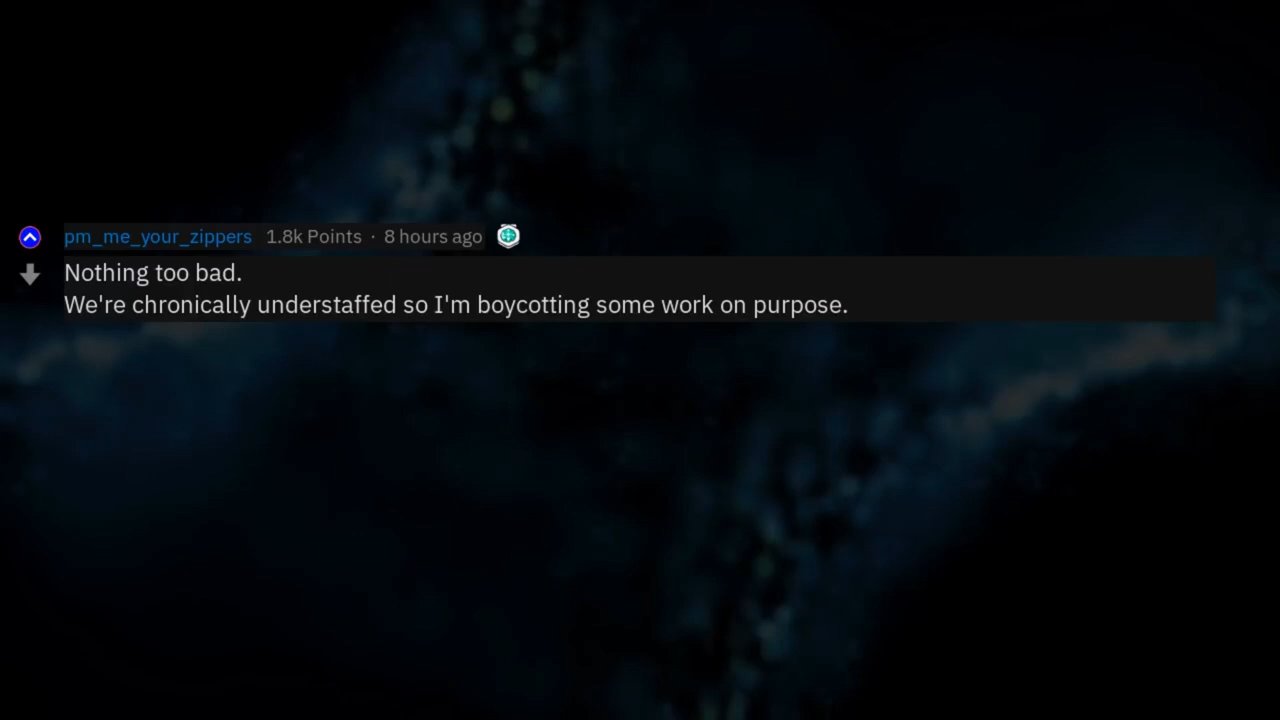 pm_me_your_zippers 1.8k Points · 8 hours ago
Nothing too bad.
We're chronically understaffed so I'm boycotting some work on purpose.